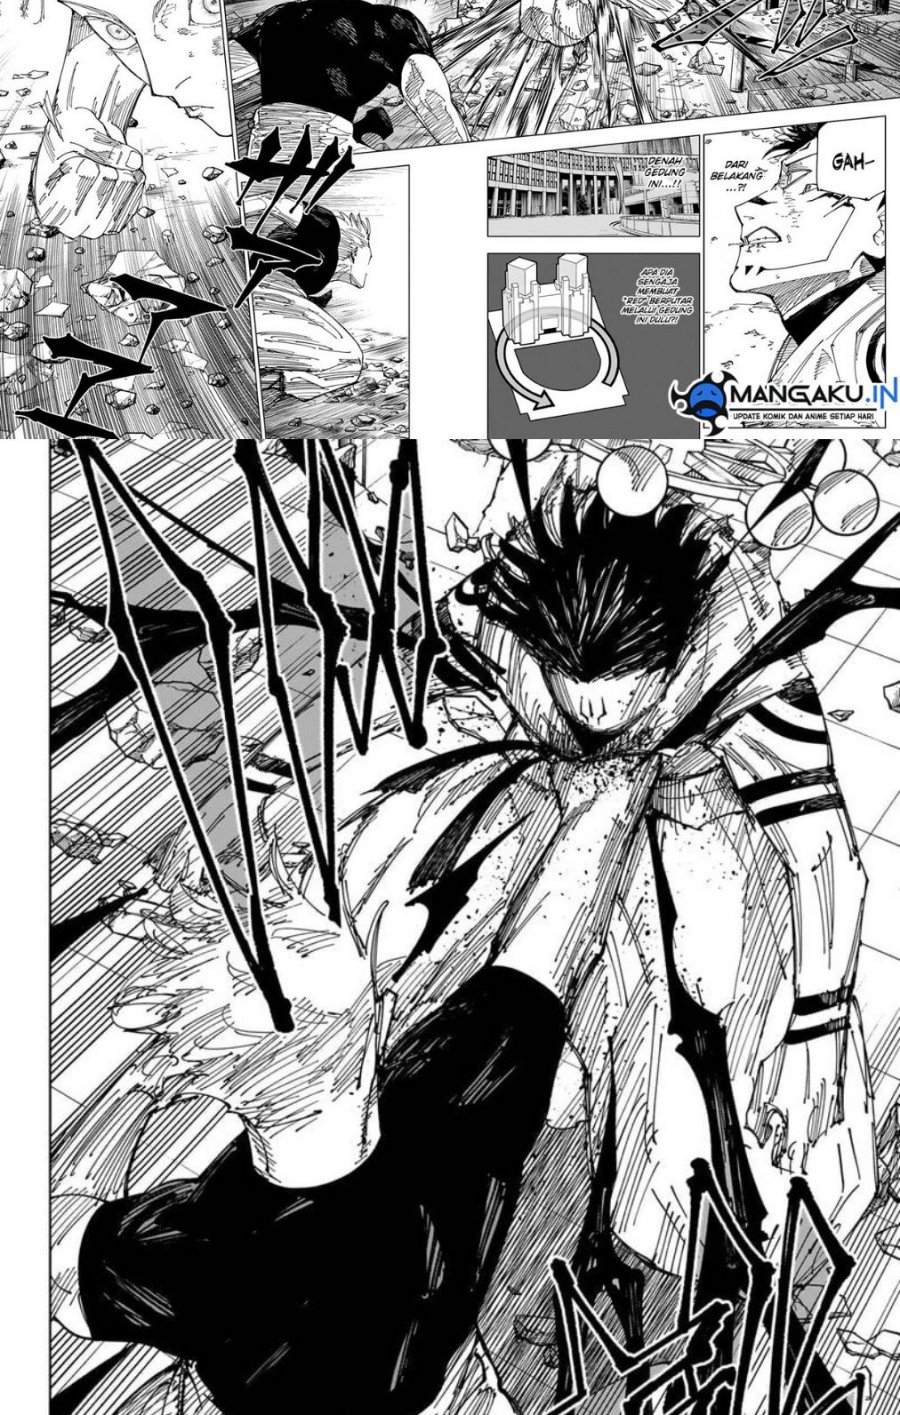 GAH-
DARI
BELAKANG
...?!
DENAH
GEDUNG
INI...!!
APA DIA
SENGAJA
MEMBUAT
"RED" BERPUTAR
MELALUI GEDUNG
INI DULU?!
MANGAKU.IN
UPDATE KOMIK DAN ANIME SETIAP HARI